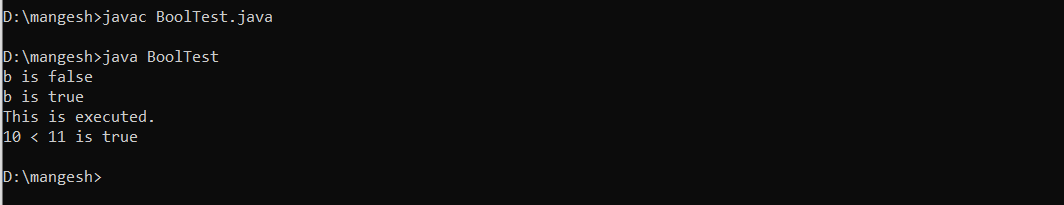 D:\mangesh>javac BoolTest.java
D:\mangesh>java BoolTest
b is false
b is true
This is executed.
10 < 11 is true
D:\mangesh>